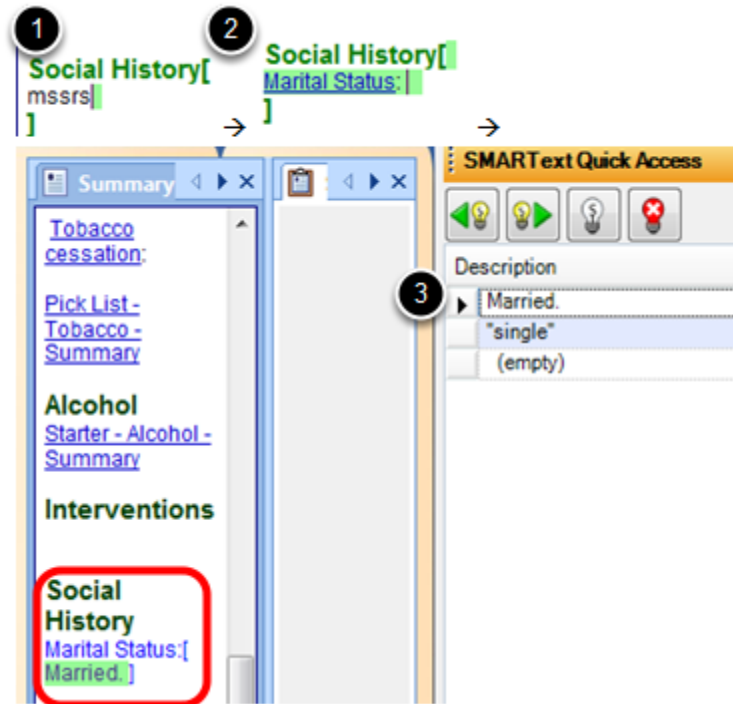 1
Social History[
mssrs
]
→
2
Social History[
Marital Status:
]
→
Summary
Tobacco
cessation:
Pick List -
Tobacco -
Summary
Alcohol
Starter - Alcohol -
Summary
Interventions
Social
History
Marital Status:[
Married. ]
SMARText Quick Access
Description
3
Married.
"single"
(empty)